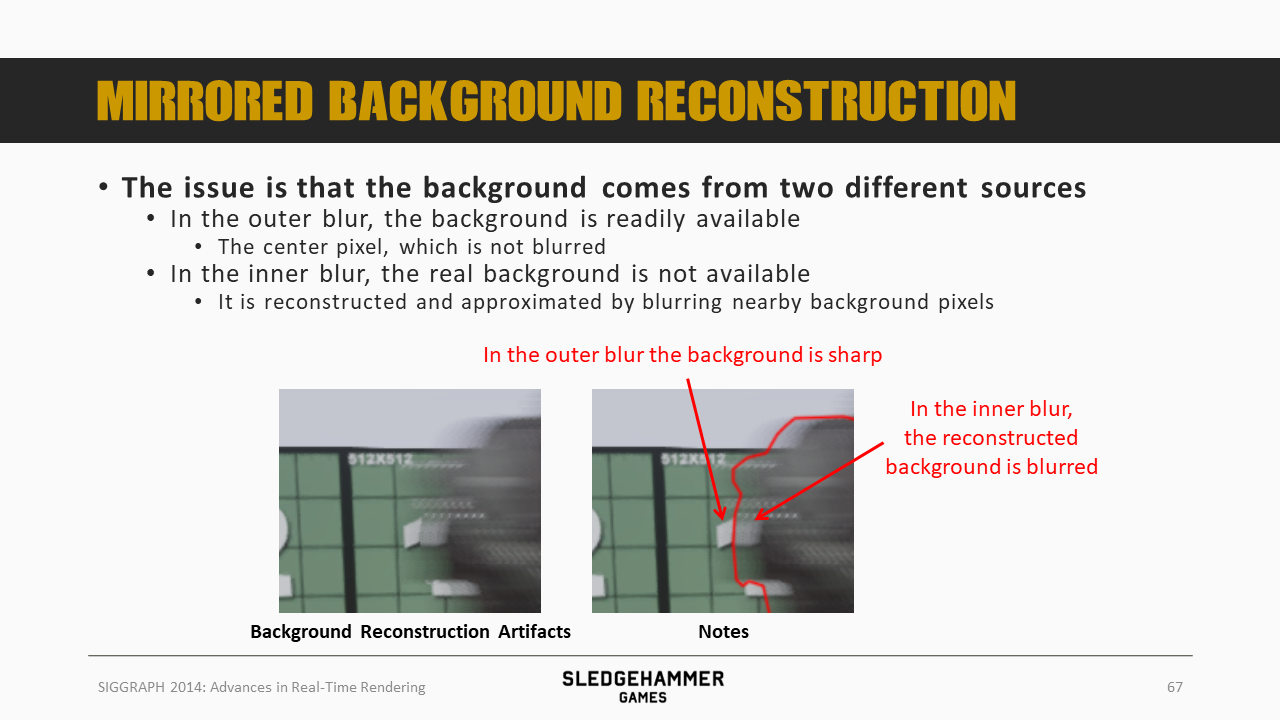 MIRRORED BACKGROUND RECONSTRUCTION
• The issue is that the background comes from two different sources
• In the outer blur, the background is readily available
• The center pixel, which is not blurred
• In the inner blur, the real background is not available
• It is reconstructed and approximated by blurring nearby background pixels
In the outer blur the background is sharp
In the inner blur,
the reconstructed
background is blurred
512X512
512X512
Background Reconstruction Artifacts
Notes
SIGGRAPH 2014: Advances in Real-Time Rendering
SLEDGEHAMMER
GAMES
67